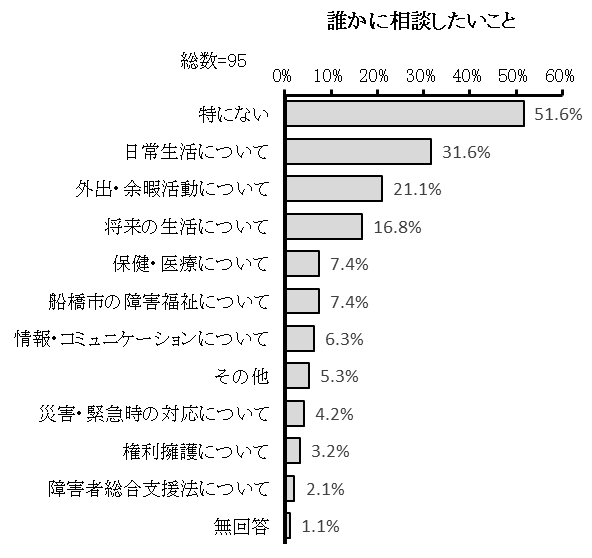 誰かに相談したいこと
総数=95
0% 10% 20% 30% 40% 50% 60%
特にない 51.6%
日常生活について 31.6%
外出・余暇活動について 21.1%
将来の生活について 16.8%
保健・医療について 7.4%
船橋市の障害福祉について 7.4%
情報・コミュニケーションについて 6.3%
その他 5.3%
災害・緊急時の対応について 4.2%
権利擁護について 3.2%
障害者総合支援法について 2.1%
無回答 1.1%